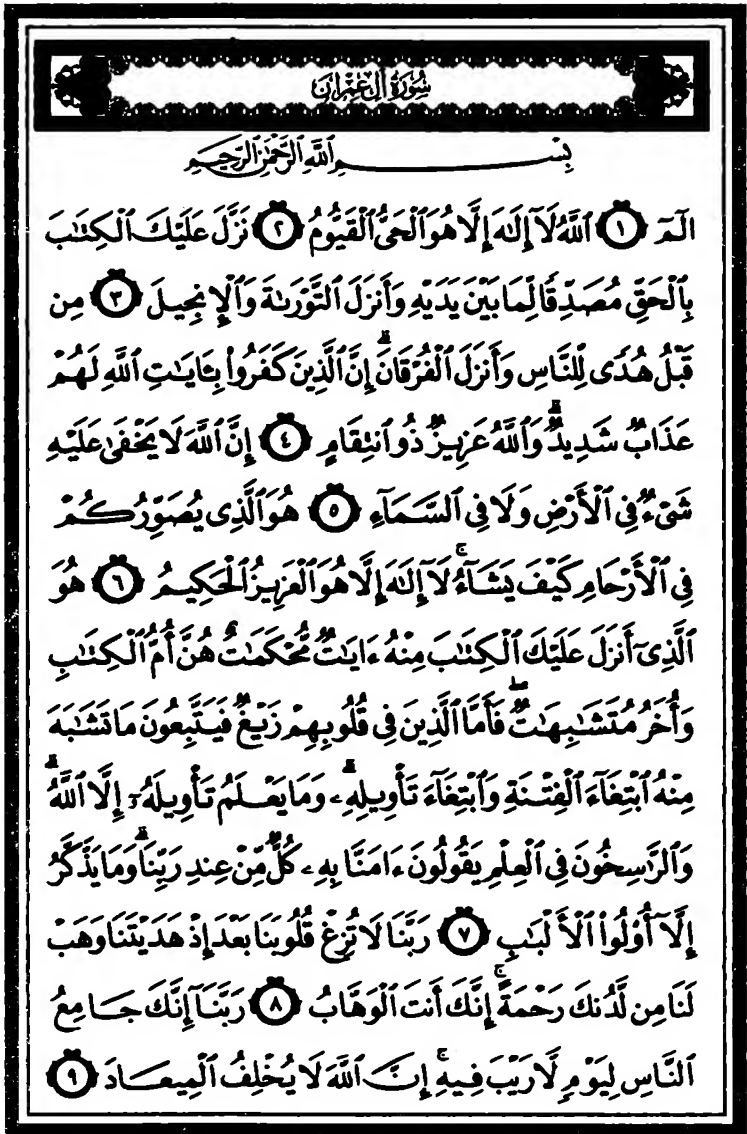 سُورَةُ آلِ عِمْرَانَ
بِسْمِ ٱللَّهِ ٱلرَّحْمَٰنِ ٱلرَّحِيمِ
الٓمٓ ١ ٱللَّهُ لَآ إِلَٰهَ إِلَّا هُوَ ٱلْحَىُّ ٱلْقَيُّومُ ٢ نَزَّلَ عَلَيْكَ ٱلْكِتَٰبَ
بِٱلْحَقِّ مُصَدِّقًا لِّمَا بَيْنَ يَدَيْهِ وَأَنزَلَ ٱلتَّوْرَىٰةَ وَٱلْإِنجِيلَ ٣ مِن
قَبْلُ هُدًى لِّلنَّاسِ وَأَنزَلَ ٱلْفُرْقَانَ ۗ إِنَّ ٱلَّذِينَ كَفَرُوا۟ بِـَٔايَٰتِ ٱللَّهِ لَهُمْ
عَذَابٌ شَدِيدٌ ۗ وَٱللَّهُ عَزِيزٌ ذُو ٱنتِقَامٍ ٤ إِنَّ ٱللَّهَ لَا يَخْفَىٰ عَلَيْهِ
شَىْءٌ فِى ٱلْأَرْضِ وَلَا فِى ٱلسَّمَآءِ ٥ هُوَ ٱلَّذِى يُصَوِّرُكُمْ
فِى ٱلْأَرْحَامِ كَيْفَ يَشَآءُ ۚ لَآ إِلَٰهَ إِلَّا هُوَ ٱلْعَزِيزُ ٱلْحَكِيمُ ٦ هُوَ
ٱلَّذِىٓ أَنزَلَ عَلَيْكَ ٱلْكِتَٰبَ مِنْهُ ءَايَٰتٌ مُّحْكَمَٰتٌ هُنَّ أُمُّ ٱلْكِتَٰبِ
وَأُخَرُ مُتَشَٰبِهَٰتٌ ۖ فَأَمَّا ٱلَّذِينَ فِى قُلُوبِهِمْ زَيْغٌ فَيَتَّبِعُونَ مَا تَشَٰبَهَ
مِنْهُ ٱبْتِغَآءَ ٱلْفِتْنَةِ وَٱبْتِغَآءَ تَأْوِيلِهِۦ ۗ وَمَا يَعْلَمُ تَأْوِيلَهُۥٓ إِلَّا ٱللَّهُ ۗ
وَٱلرَّٰسِخُونَ فِى ٱلْعِلْمِ يَقُولُونَ ءَامَنَّا بِهِۦ كُلٌّ مِّنْ عِندِ رَبِّنَا ۗ وَمَا يَذَّكَّرُ
إِلَّآ أُو۟لُوا۟ ٱلْأَلْبَٰبِ ٧ رَبَّنَا لَا تُزِغْ قُلُوبَنَا بَعْدَ إِذْ هَدَيْتَنَا وَهَبْ
لَنَا مِن لَّدُنكَ رَحْمَةً ۚ إِنَّكَ أَنتَ ٱلْوَهَّابُ ٨ رَبَّنَآ إِنَّكَ جَامِعُ
ٱلنَّاسِ لِيَوْمٍ لَّا رَيْبَ فِيهِ ۚ إِنَّ ٱللَّهَ لَا يُخْلِفُ ٱلْمِيعَادَ ٩